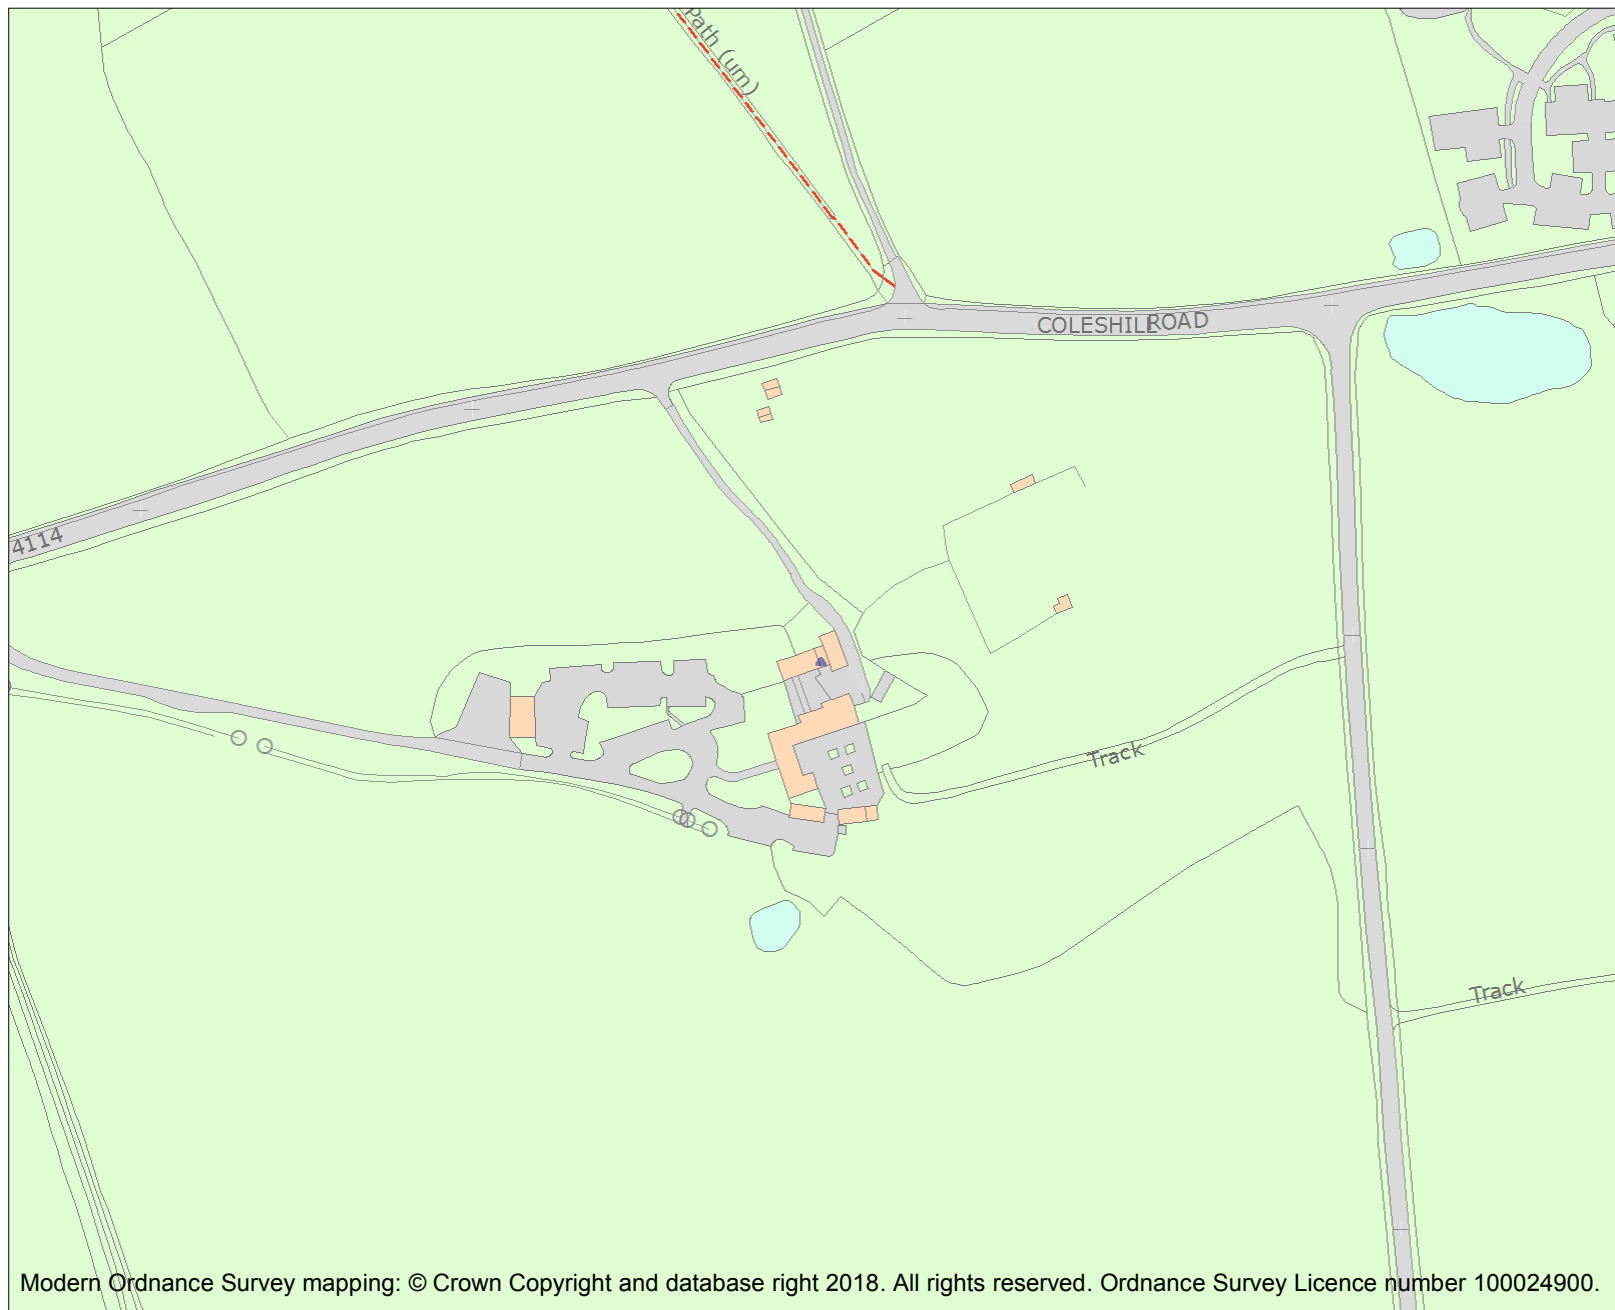 Path (um)
COLESHILL ROAD
4114
Track
Track
Modern Ordnance Survey mapping: © Crown Copyright and database right 2018. All rights reserved. Ordnance Survey Licence number 100024900.